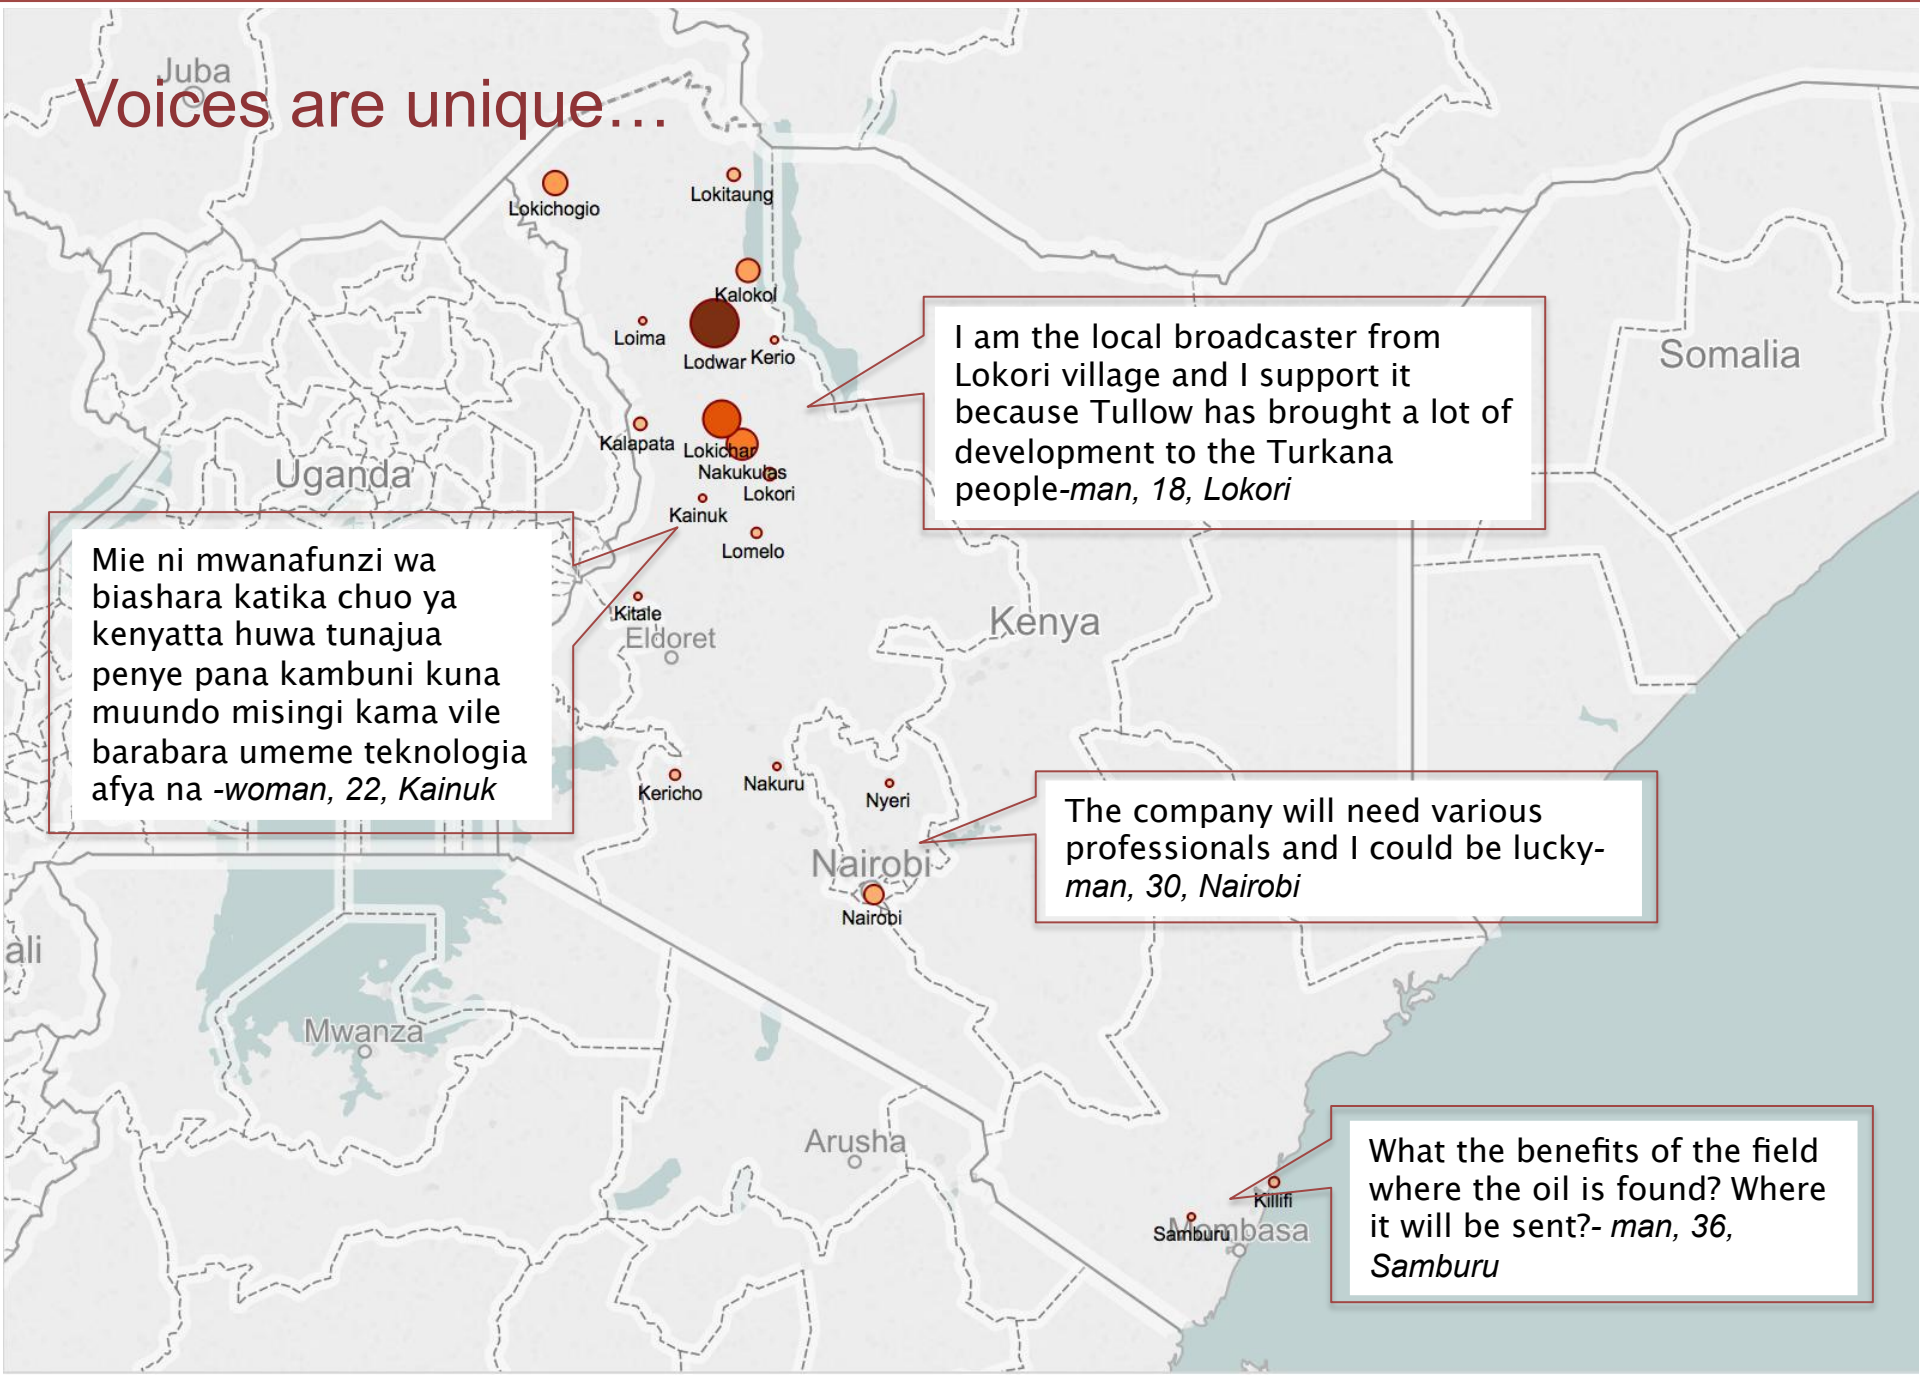 Juba
Voices are unique…
Lokichogio
Lokitaung
Kalokol
Loima
Lodwar
Kerio
I am the local broadcaster from
Lokori village and I support it
because Tullow has brought a lot of
development to the Turkana
people-man, 18, Lokori
Somalia
Kalapata
Lokichar
Nakukulas
Lokori
Uganda
Kainuk
Lomelo
Mie ni mwanafunzi wa
biashara katika chuo ya
kenyatta huwa tunajua
penye pana kambuni kuna
muundo misingi kama vile
barabara umeme teknologia
afya na -woman, 22, Kainuk
Kitale
Eldoret
Kenya
Kericho
Nakuru
Nyeri
The company will need various
professionals and I could be lucky-
man, 30, Nairobi
Nairobi
Nairobi
ali
Mwanza
Arusha
What the benefits of the field
where the oil is found? Where
it will be sent?- man, 36,
Samburu
Killifi
Samburu
Mombasa